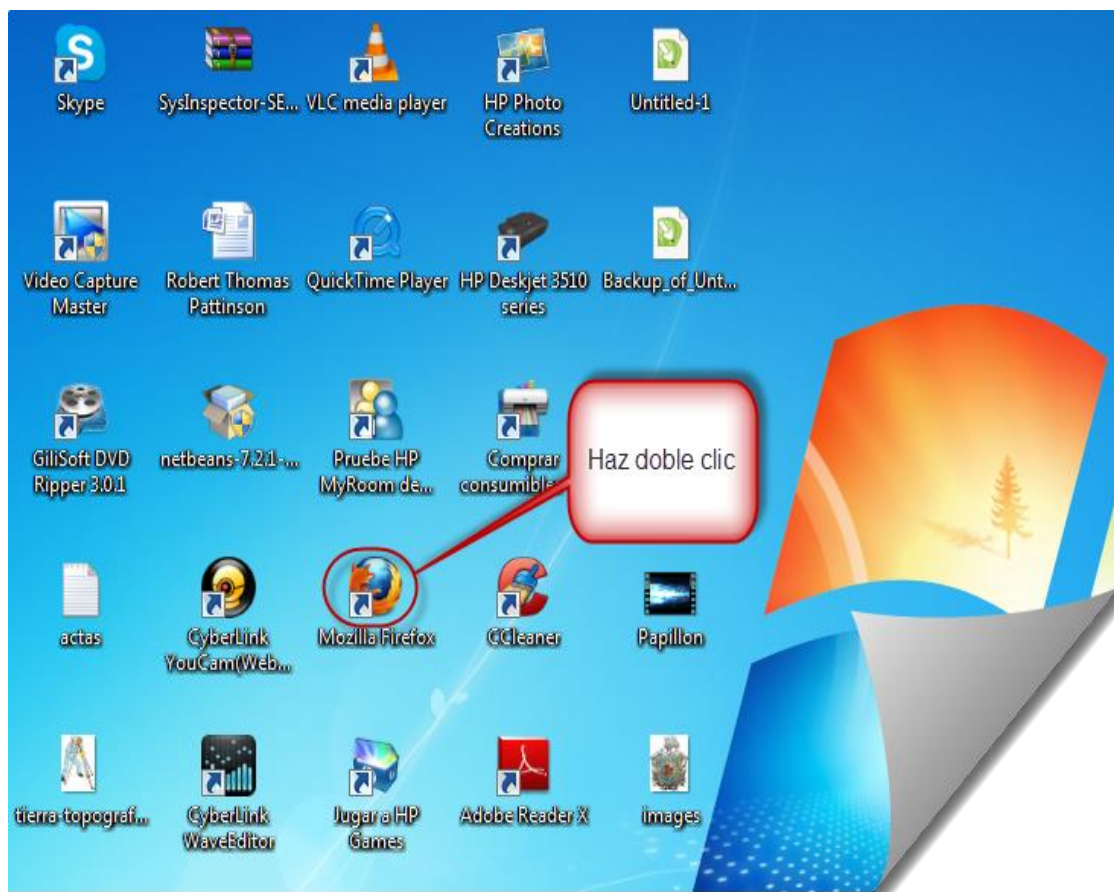 Skype
SysInspector-SE...
VLC media player
HP Photo
Creations
Untitled-1
Video Capture
Master
Robert Thomas
Pattinson
QuickTime Player
HP Deskjet 3510
series
Backup_of_Unt...
GiliSoft DVD
Ripper 3.0.1
netbeans-7.2.1-...
Pruebe HP
MyRoom de...
Comprar
Haz doble clic
actas
CyberLink
YouCam(Web...
Mozilla Firefox
CCleaner
Papillon
tierra-topograf...
CyberLink
WaveEditor
Jugar a HP
Games
Adobe Reader X
images